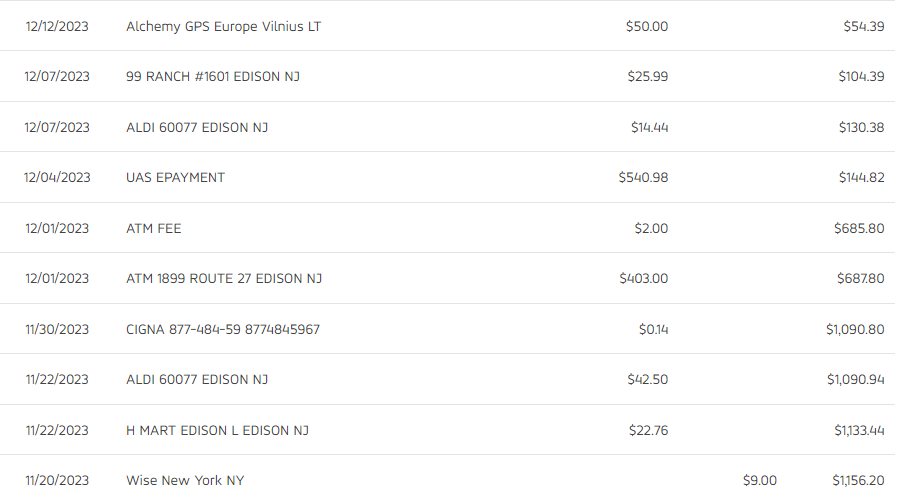 12/12/2023 Alchemy GPS Europe Vilnius LT $50.00 $54.39
12/07/2023 99 RANCH #1601 EDISON NJ $25.99 $104.39
12/07/2023 ALDI 60077 EDISON NJ $14.44 $130.38
12/04/2023 UAS EPAYMENT $540.98 $144.82
12/01/2023 ATM FEE $2.00 $685.80
12/01/2023 ATM 1899 ROUTE 27 EDISON NJ $403.00 $687.80
11/30/2023 CIGNA 877-484-59 8774845967 $0.14 $1,090.80
11/22/2023 ALDI 60077 EDISON NJ $42.50 $1,090.94
11/22/2023 H MART EDISON L EDISON NJ $22.76 $1,133.44
11/20/2023 Wise New York NY $9.00 $1,156.20